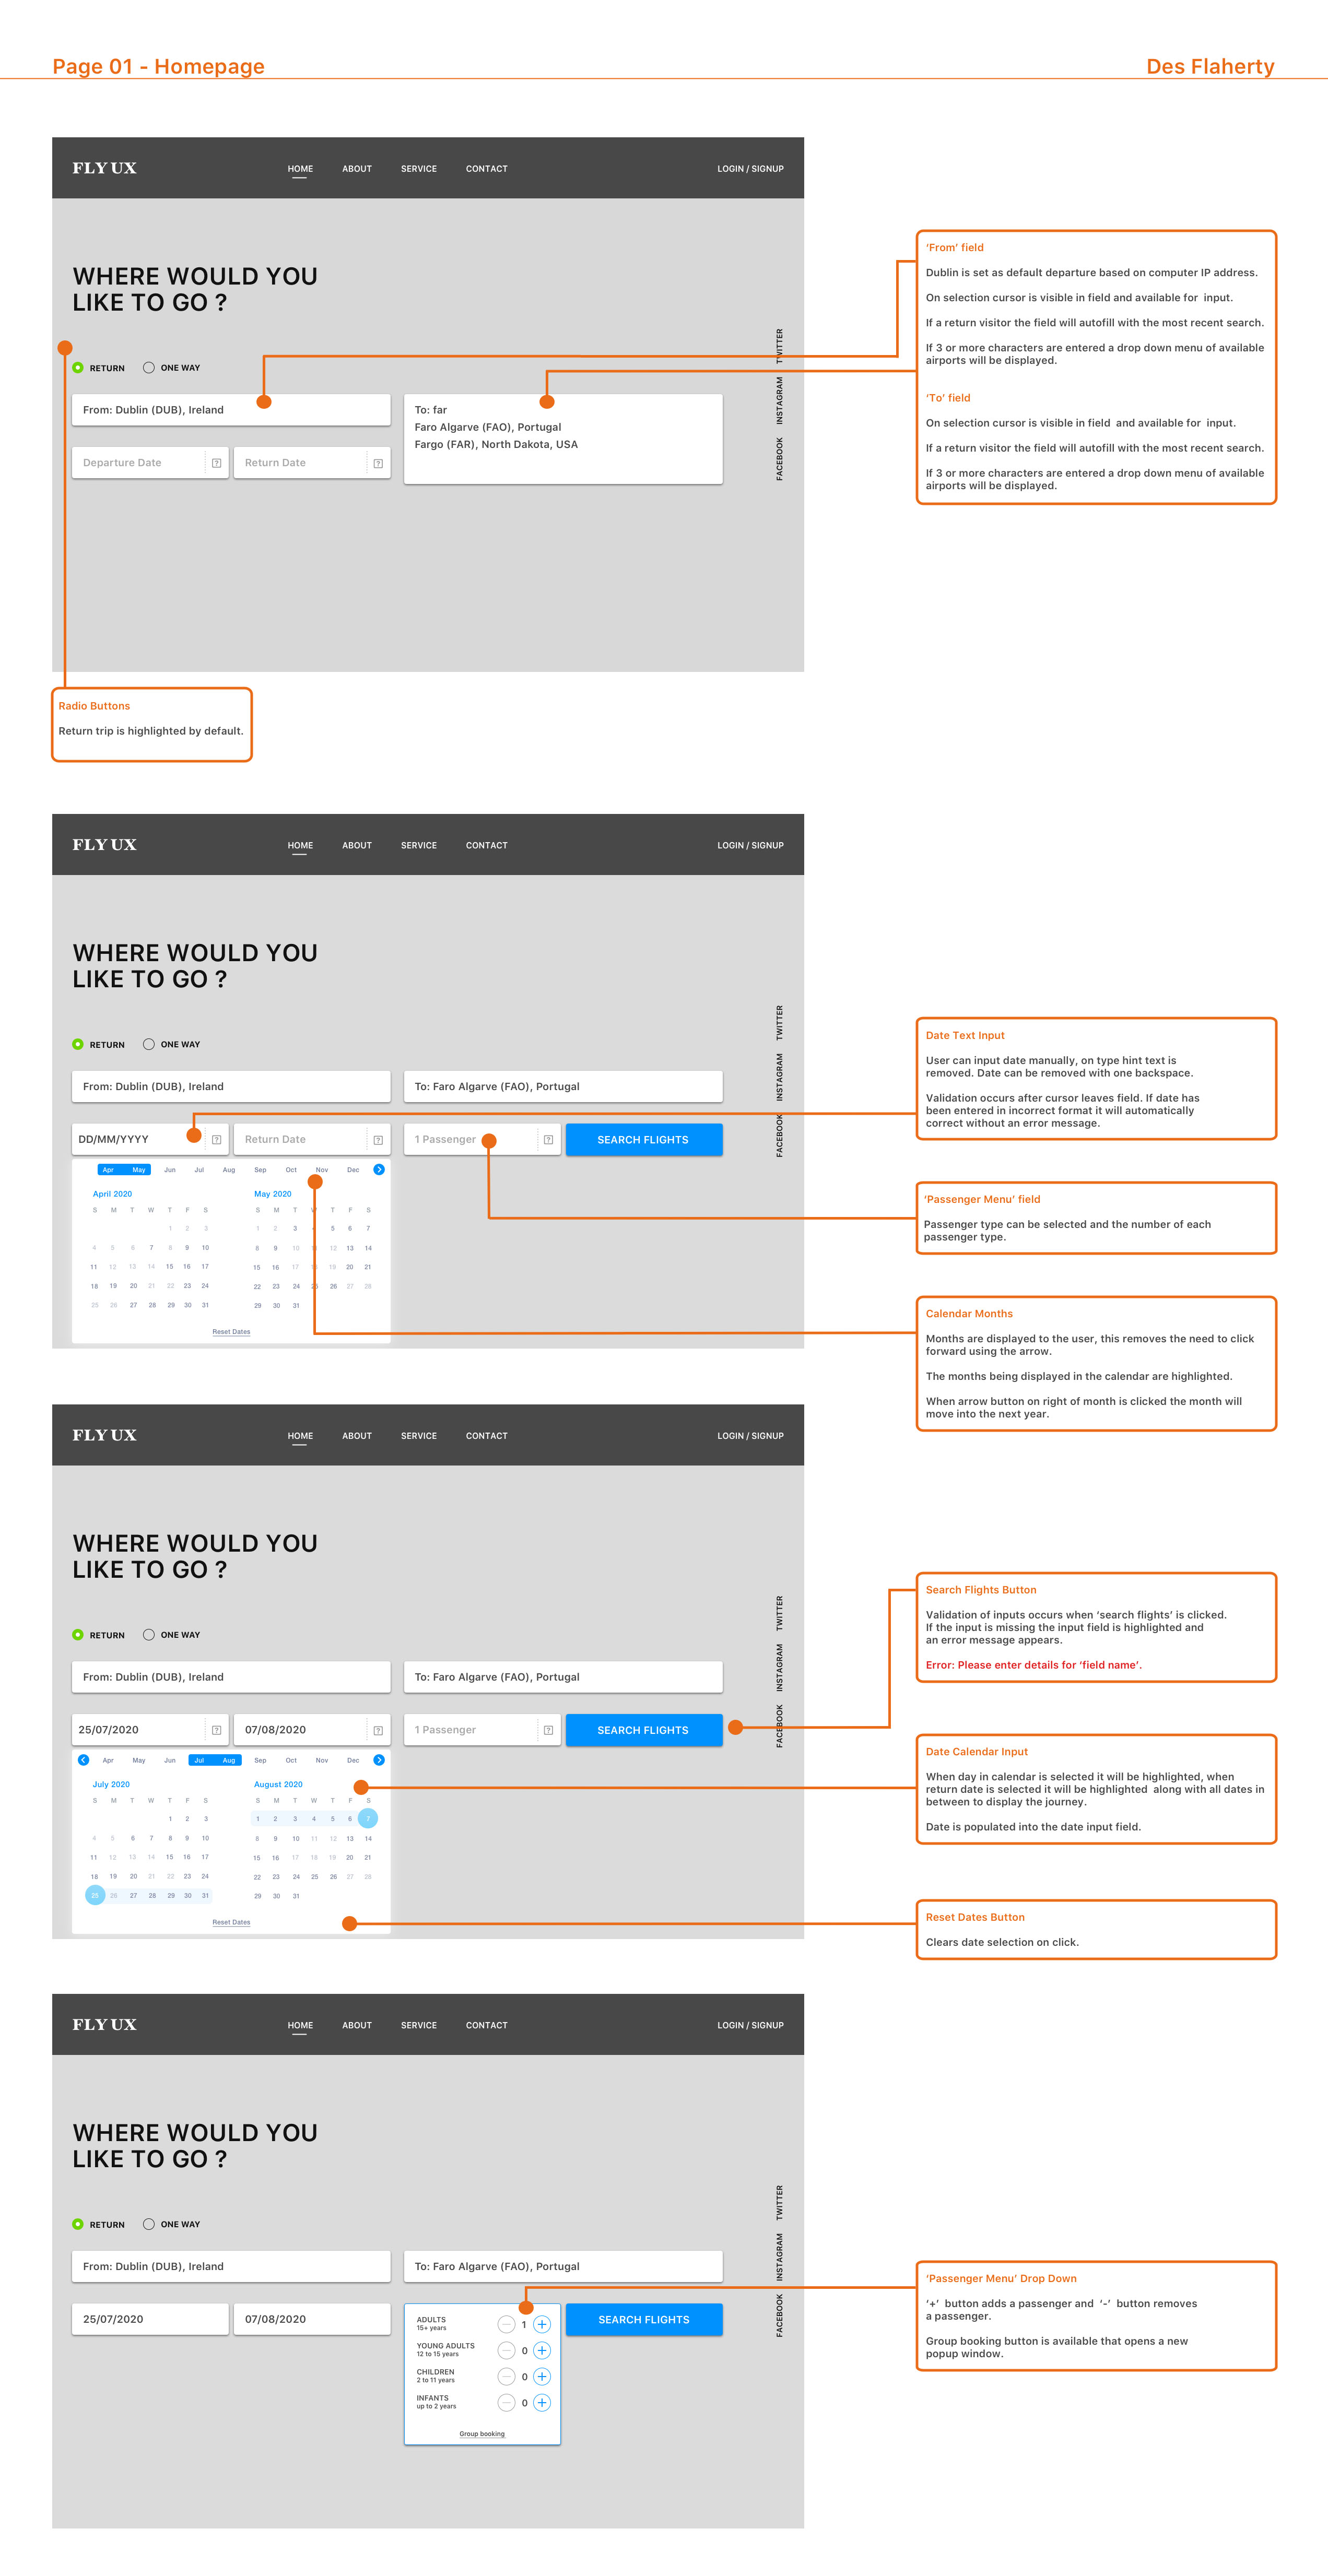 Page 01 - Homepage
Des Flaherty
FLY UX
HOME ABOUT SERVICE CONTACT
LOGIN / SIGNUP
WHERE WOULD YOU
LIKE TO GO ?
RETURN ONE WAY
From: Dublin (DUB), Ireland
To: far
Faro Algarve (FAO), Portugal
Fargo (FAR), North Dakota, USA
Departure Date ?
Return Date ?
TWITTER
INSTAGRAM
FACEBOOK
‘From’ field
Dublin is set as default departure based on computer IP address.
On selection cursor is visible in field and available for input.
If a return visitor the field will autofill with the most recent search.
If 3 or more characters are entered a drop down menu of available
airports will be displayed.
‘To’ field
On selection cursor is visible in field and available for input.
If a return visitor the field will autofill with the most recent search.
If 3 or more characters are entered a drop down menu of available
airports will be displayed.
Radio Buttons
Return trip is highlighted by default.
FLY UX
HOME ABOUT SERVICE CONTACT
LOGIN / SIGNUP
WHERE WOULD YOU
LIKE TO GO ?
RETURN ONE WAY
From: Dublin (DUB), Ireland
To: Faro Algarve (FAO), Portugal
DD/MM/YYYY ?
Return Date ?
1 Passenger ?
SEARCH FLIGHTS
TWITTER
INSTAGRAM
FACEBOOK
Apr May Jun Jul Aug Sep Oct Nov Dec
April 2020
S M T W T F S
1 2 3
4 5 6 7 8 9 10
11 12 13 14 15 16 17
18 19 20 21 22 23 24
25 26 27 28 29 30 31
May 2020
S M T T F S
1 2 3 5 6 7
8 9 10 12 13 14
15 16 17 19 20 21
22 23 24 26 27 28
29 30 31
Reset Dates
Date Text Input
User can input date manually, on type hint text is
removed. Date can be removed with one backspace.
Validation occurs after cursor leaves field. If date has
been entered in incorrect format it will automatically
correct without an error message.
‘Passenger Menu’ field
Passenger type can be selected and the number of each
passenger type.
Calendar Months
Months are displayed to the user, this removes the need to click
forward using the arrow.
The months being displayed in the calendar are highlighted.
When arrow button on right of month is clicked the month will
move into the next year.
FLY UX
HOME ABOUT SERVICE CONTACT
LOGIN / SIGNUP
WHERE WOULD YOU
LIKE TO GO ?
RETURN ONE WAY
From: Dublin (DUB), Ireland
To: Faro Algarve (FAO), Portugal
25/07/2020 ?
07/08/2020 ?
1 Passenger ?
SEARCH FLIGHTS
TWITTER
INSTAGRAM
FACEBOOK
Apr May Jun Jul Aug Sep Oct Nov Dec
July 2020
S M T W T F S
1 2 3
4 5 6 7 8 9 10
11 12 13 14 15 16 17
18 19 20 21 22 23 24
25 26 27 28 29 30 31
August 2020
S M T W T F S
1 2 3 4 5 6 7
8 9 10 11 12 13 14
15 16 17 18 19 20 21
22 23 24 25 26 27 28
29 30 31
Reset Dates
Search Flights Button
Validation of inputs occurs when ‘search flights’ is clicked.
If the input is missing the input field is highlighted and
an error message appears.
Error: Please enter details for ‘field name’.
Date Calendar Input
When day in calendar is selected it will be highlighted, when
return date is selected it will be highlighted along with all dates in
between to display the journey.
Date is populated into the date input field.
Reset Dates Button
Clears date selection on click.
FLY UX
HOME ABOUT SERVICE CONTACT
LOGIN / SIGNUP
WHERE WOULD YOU
LIKE TO GO ?
RETURN ONE WAY
From: Dublin (DUB), Ireland
To: Faro Algarve (FAO), Portugal
25/07/2020
07/08/2020
ADULTS
15+ years
— 1 +
YOUNG ADULTS
12 to 15 years
— 0 +
CHILDREN
2 to 11 years
— 0 +
INFANTS
up to 2 years
— 0 +
Group booking
SEARCH FLIGHTS
TWITTER
INSTAGRAM
FACEBOOK
‘Passenger Menu’ Drop Down
‘+’ button adds a passenger and ‘-’ button removes
a passenger.
Group booking button is available that opens a new
popup window.